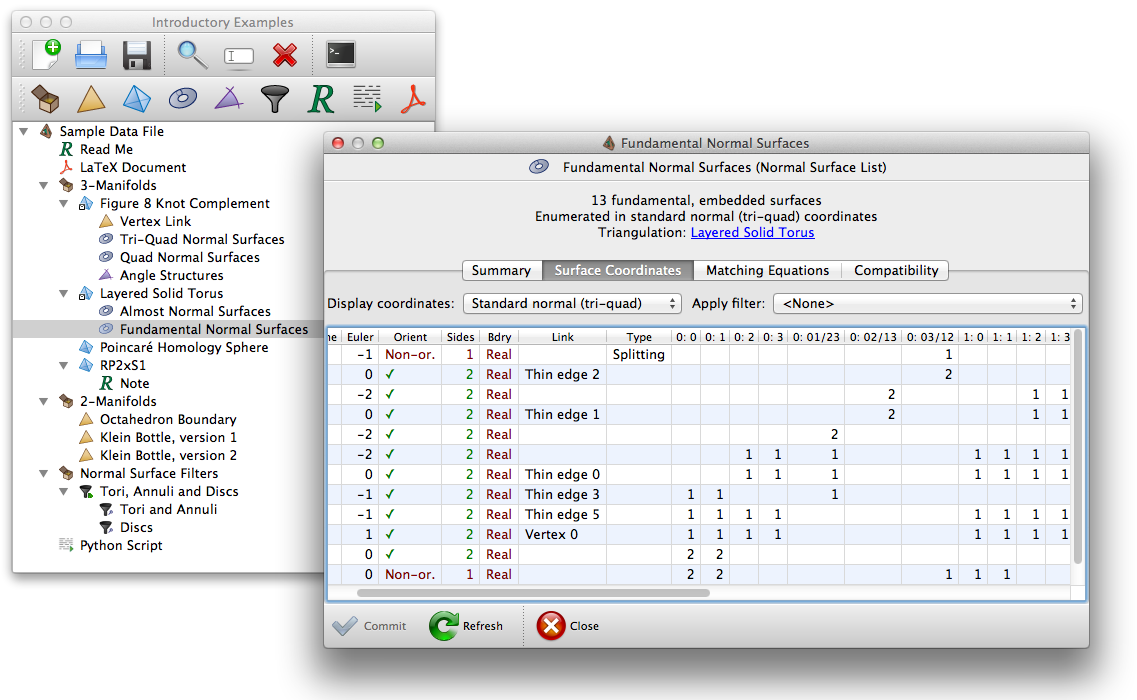 Introductory Examples
Sample Data File
Read Me
LaTeX Document
3-Manifolds
Figure 8 Knot Complement
Vertex Link
Tri-Quad Normal Surfaces
Quad Normal Surfaces
Angle Structures
Layered Solid Torus
Almost Normal Surfaces
Fundamental Normal Surfaces
Poincaré Homology Sphere
RP2xS1
Note
2-Manifolds
Octahedron Boundary
Klein Bottle, version 1
Klein Bottle, version 2
Normal Surface Filters
Tori, Annuli and Discs
Tori and Annuli
Discs
Python Script
Fundamental Normal Surfaces
Fundamental Normal Surfaces (Normal Surface List)
13 fundamental, embedded surfaces
Enumerated in standard normal (tri-quad) coordinates
Triangulation: Layered Solid Torus
Summary Surface Coordinates Matching Equations Compatibility
Display coordinates: Standard normal (tri-quad) Apply filter: <None>
ne Euler Orient Sides Bdry Link Type 0: 0 0: 1 0: 2 0: 3 0: 01/23 0: 02/13 0: 03/12 1: 0 1: 1 1: 2 1: 3
-1 Non-or. 1 Real Splitting 1
0 ✓ 2 Real Thin edge 2 2
-2 ✓ 2 Real 2 1 1
0 ✓ 2 Real Thin edge 1 2 1 1
-2 ✓ 2 Real 2
-2 ✓ 2 Real 1 1 1 1 1 1 1
0 ✓ 2 Real Thin edge 0 1 1 1 1 1 1 1
-1 ✓ 2 Real Thin edge 3 1 1 1
-1 ✓ 2 Real Thin edge 5 1 1 1 1 1 1 1 1
1 ✓ 2 Real Vertex 0 1 1 1 1 1 1 1 1
0 ✓ 2 Real 2 2
0 Non-or. 1 Real 2 2 1 1 1
Commit Refresh Close